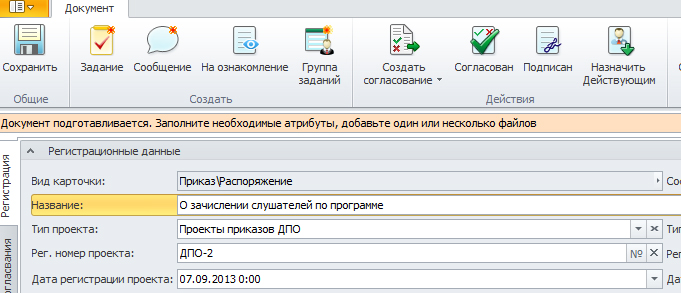 Документ
Сохранить
Задание
Сообщение
На ознакомление
Группа
заданий
Создать
согласование
Согласован
Подписан
Назначить
Действующим
Общие
Создать
Действия
Документ подготавливается. Заполните необходимые атрибуты, добавьте один или несколько файлов
Регистрация
Регистрационные данные
Вид карточки: Приказ\Распоряжение
Название: О зачислении слушателей по программе
Тип проекта: Проекты приказов ДПО
Рег. номер проекта: ДПО-2 №
Дата регистрации проекта: 07.09.2013 0:00